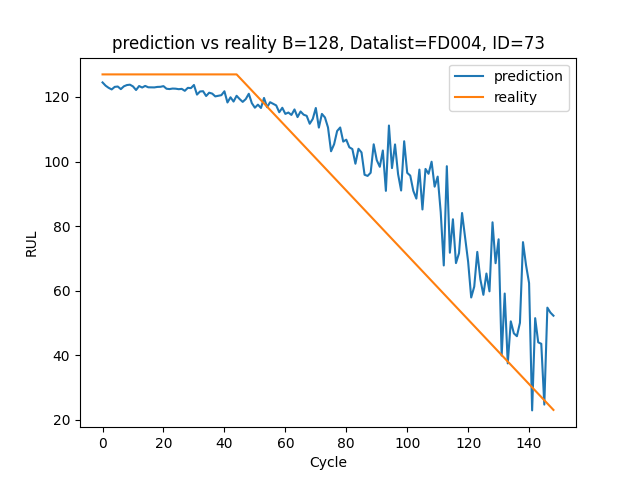 prediction vs reality B=128, Datalist=FD004, ID=73
prediction
reality
RUL
120
100
80
60
40
20
0 20 40 60 80 100 120 140
Cycle